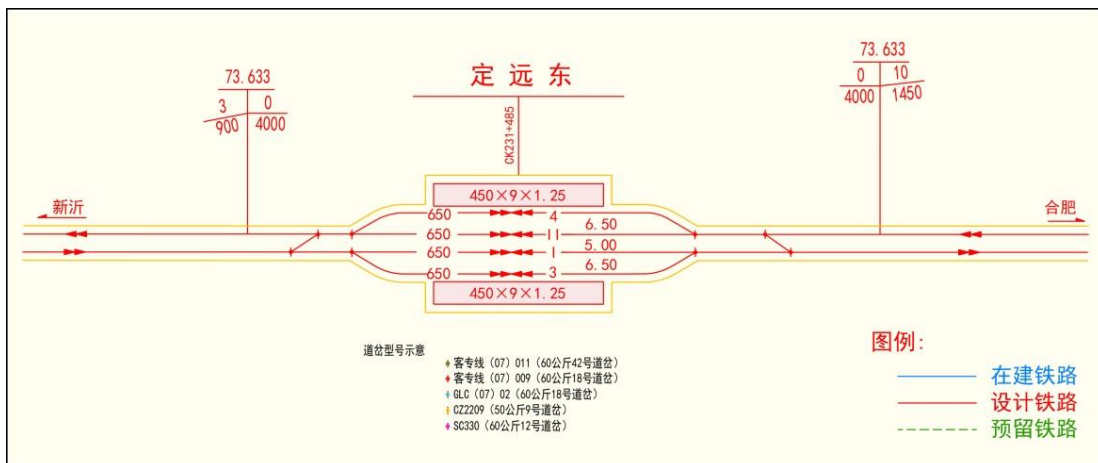 73.633
3 0
900 4000
定远东
CK231+485
73.633
0 10
4000 1450
新沂
合肥
450×9×1.25
650 4
650 II 6.50
650 I 5.00
650 3 6.50
450×9×1.25
道岔型号示意
客专线（07）011（60公斤42号道岔）
客专线（07）009（60公斤18号道岔）
GLC（07）02（60公斤18号道岔）
CZ2209（50公斤9号道岔）
SC330（60公斤12号道岔）
图例：
在建铁路
设计铁路
预留铁路